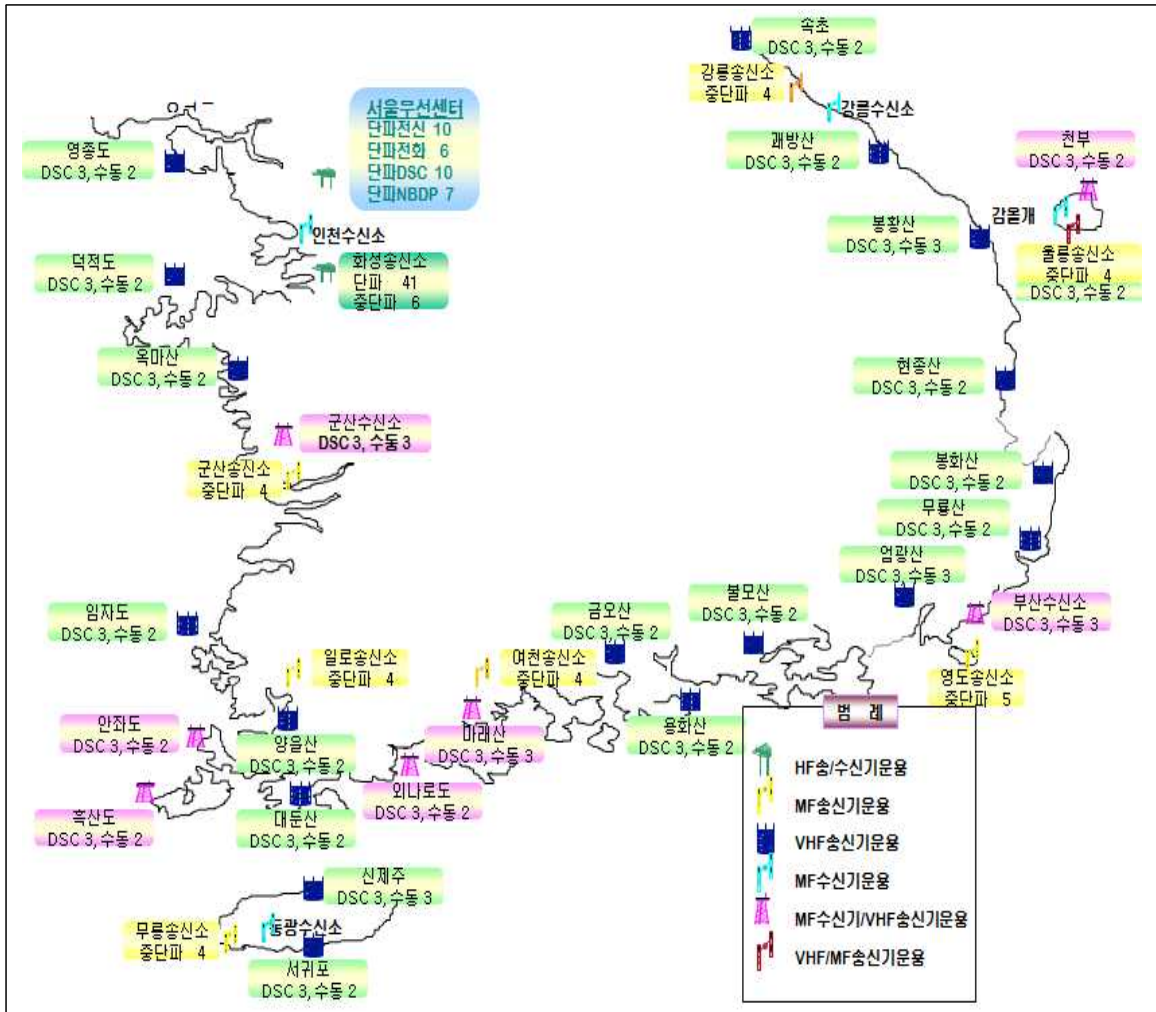 속초
DSC 3, 수동 2
강릉송신소
중단파 4
강릉수신소
서울무선센터
단파전신 10
단파전화 6
단파DSC 10
단파NBDP 7
영종도
DSC 3, 수동 2
괘방산
DSC 3, 수동 2
천부
DSC 3, 수동 2
인천수신소
봉황산
DSC 3, 수동 3
감을개
울릉송신소
중단파 4
DSC 3, 수동 2
덕적도
DSC 3, 수동 2
화성송신소
단파 41
중단파 6
옥마산
DSC 3, 수동 2
현종산
DSC 3, 수동 2
군산수신소
DSC 3, 수동 3
군산송신소
중단파 4
봉화산
DSC 3, 수동 2
무룡산
DSC 3, 수동 2
엄광산
DSC 3, 수동 3
임자도
DSC 3, 수동 2
금오산
DSC 3, 수동 2
불모산
DSC 3, 수동 2
부산수신소
DSC 3, 수동 3
일로송신소
중단파 4
여천송신소
중단파 4
영도송신소
중단파 5
안좌도
DSC 3, 수동 2
양을산
DSC 3, 수동 2
마래산
DSC 3, 수동 3
용화산
DSC 3, 수동 2
흑산도
DSC 3, 수동 2
대둔산
DSC 3, 수동 2
외나로도
DSC 3, 수동 2
신제주
DSC 3, 수동 3
무릉송신소
중단파 4
동광수신소
서귀포
DSC 3, 수동 2
범 례
HF송/수신기운용
MF송신기운용
VHF송신기운용
MF수신기운용
MF수신기/VHF송신기운용
VHF/MF송신기운용